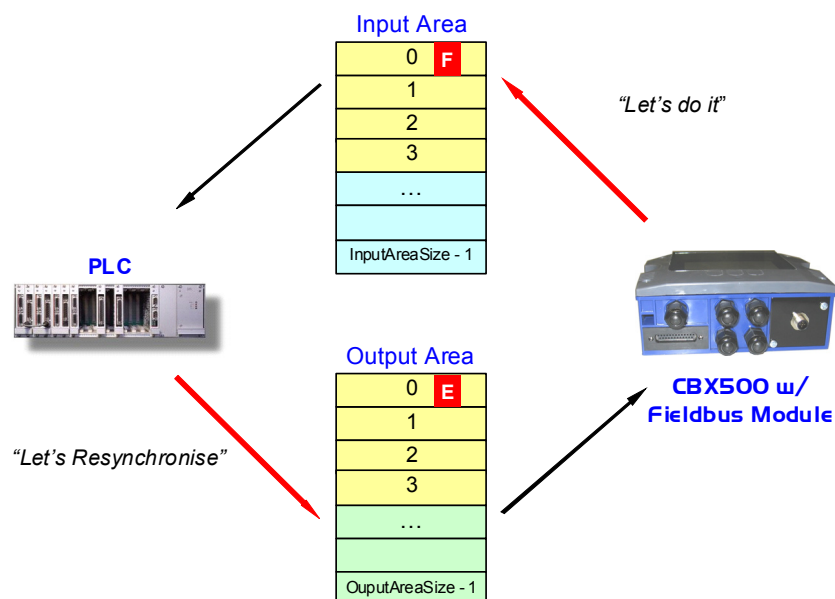 Input Area
0 F
1
2
3
...
InputAreaSize - 1
“Let’s do it”
PLC
CBX500 w/
Fieldbus Module
Output Area
0 E
1
2
3
...
OuputAreaSize - 1
“Let’s Resynchronise”